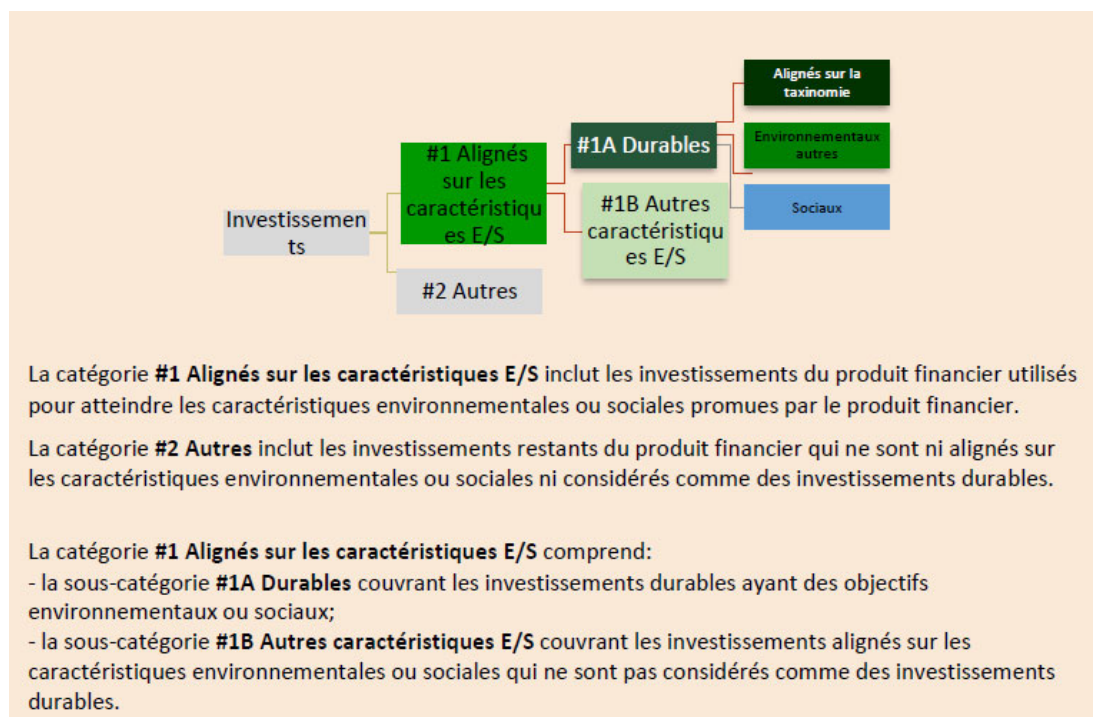 Alignés sur la
taxinomie
#1A Durables
Environnementaux
autres
#1 Alignés
sur les
caractéristiqu
es E/S
#1B Autres
caractéristiqu
es E/S
Sociaux
Investissemen
ts
#2 Autres
La catégorie #1 Alignés sur les caractéristiques E/S inclut les investissements du produit financier utilisés
pour atteindre les caractéristiques environnementales ou sociales promues par le produit financier.
La catégorie #2 Autres inclut les investissements restants du produit financier qui ne sont ni alignés sur
les caractéristiques environnementales ou sociales ni considérés comme des investissements durables.
La catégorie #1 Alignés sur les caractéristiques E/S comprend:
- la sous-catégorie #1A Durables couvrant les investissements durables ayant des objectifs
environnementaux ou sociaux;
- la sous-catégorie #1B Autres caractéristiques E/S couvrant les investissements alignés sur les
caractéristiques environnementales ou sociales qui ne sont pas considérés comme des investissements
durables.